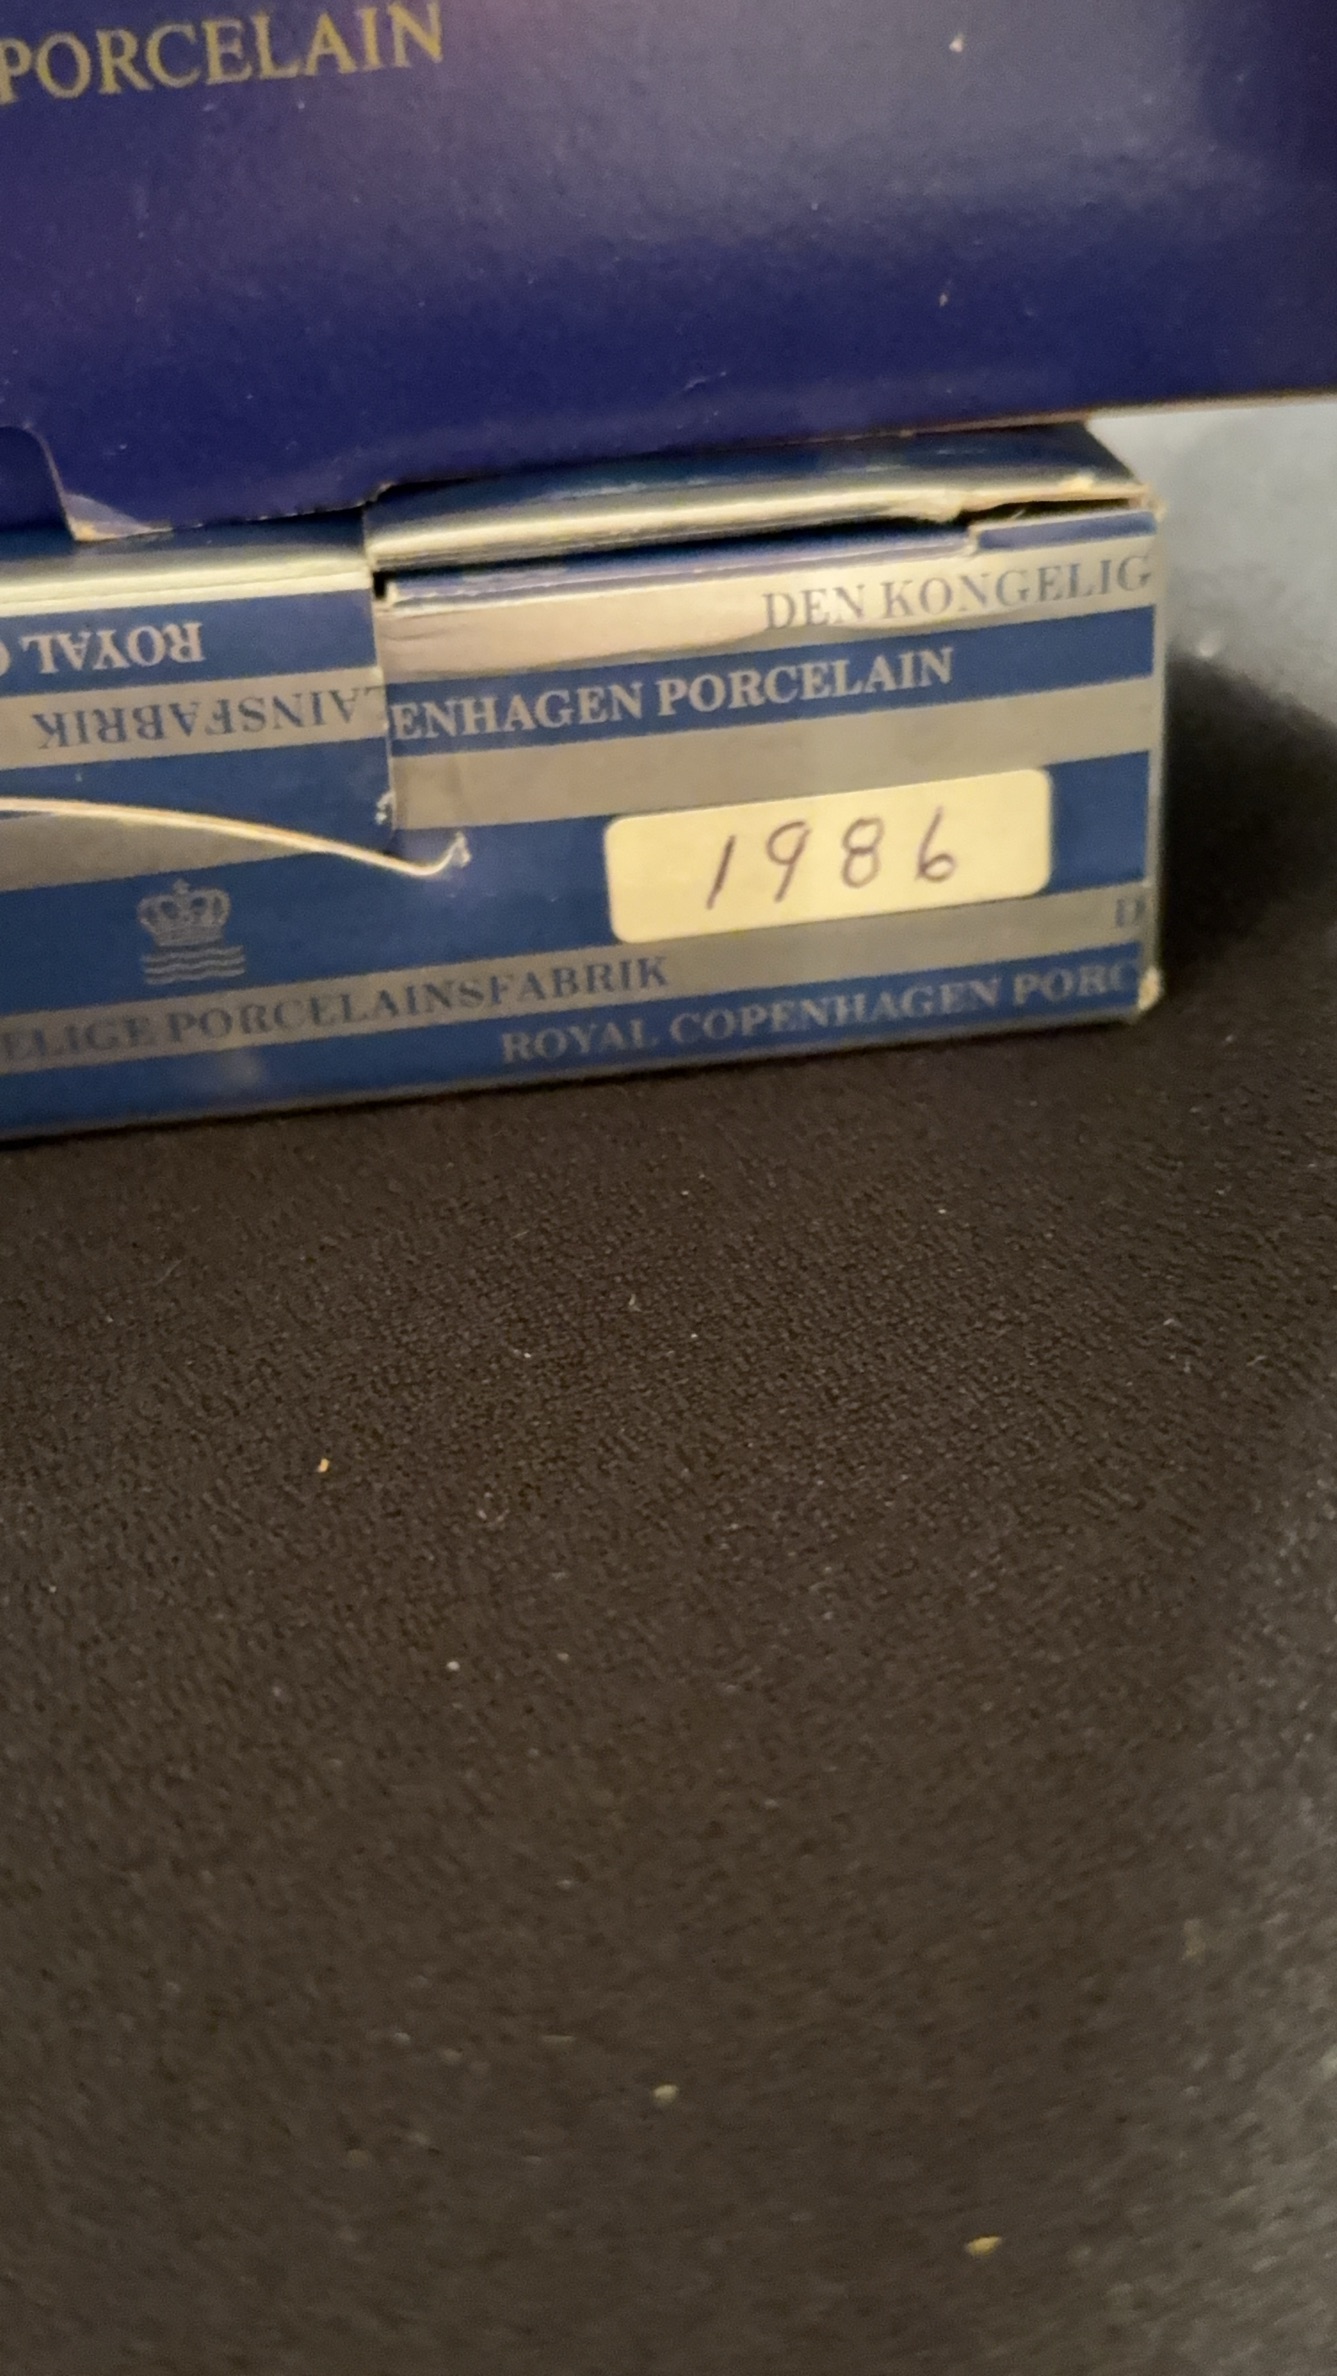 PORCELAIN
DEN KONGELIG
ROYAL
ENHAGEN PORCELAIN
AINSFABRIK
1986
D
ELIGE PORCELAINSFABRIK
ROYAL COPENHAGEN PORC